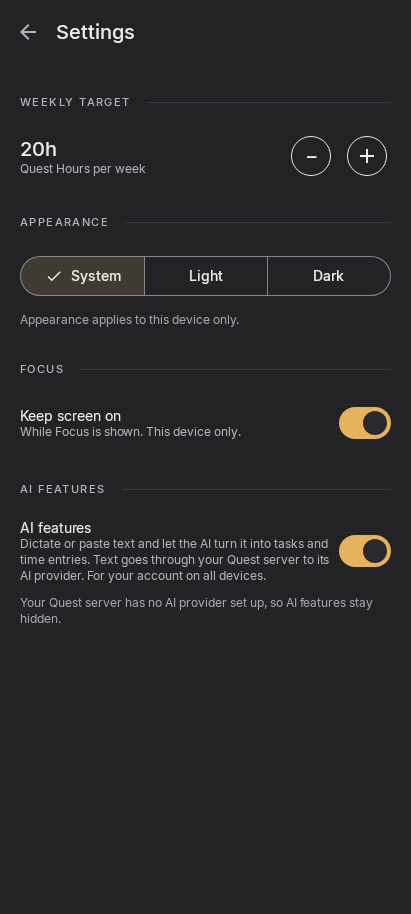 Settings
WEEKLY TARGET
20h
Quest Hours per week
−
+
APPEARANCE
System
Light
Dark
Appearance applies to this device only.
FOCUS
Keep screen on
While Focus is shown. This device only.
AI FEATURES
AI features
Dictate or paste text and let the AI turn it into tasks and
time entries. Text goes through your Quest server to its
AI provider. For your account on all devices.
Your Quest server has no AI provider set up, so AI features stay
hidden.